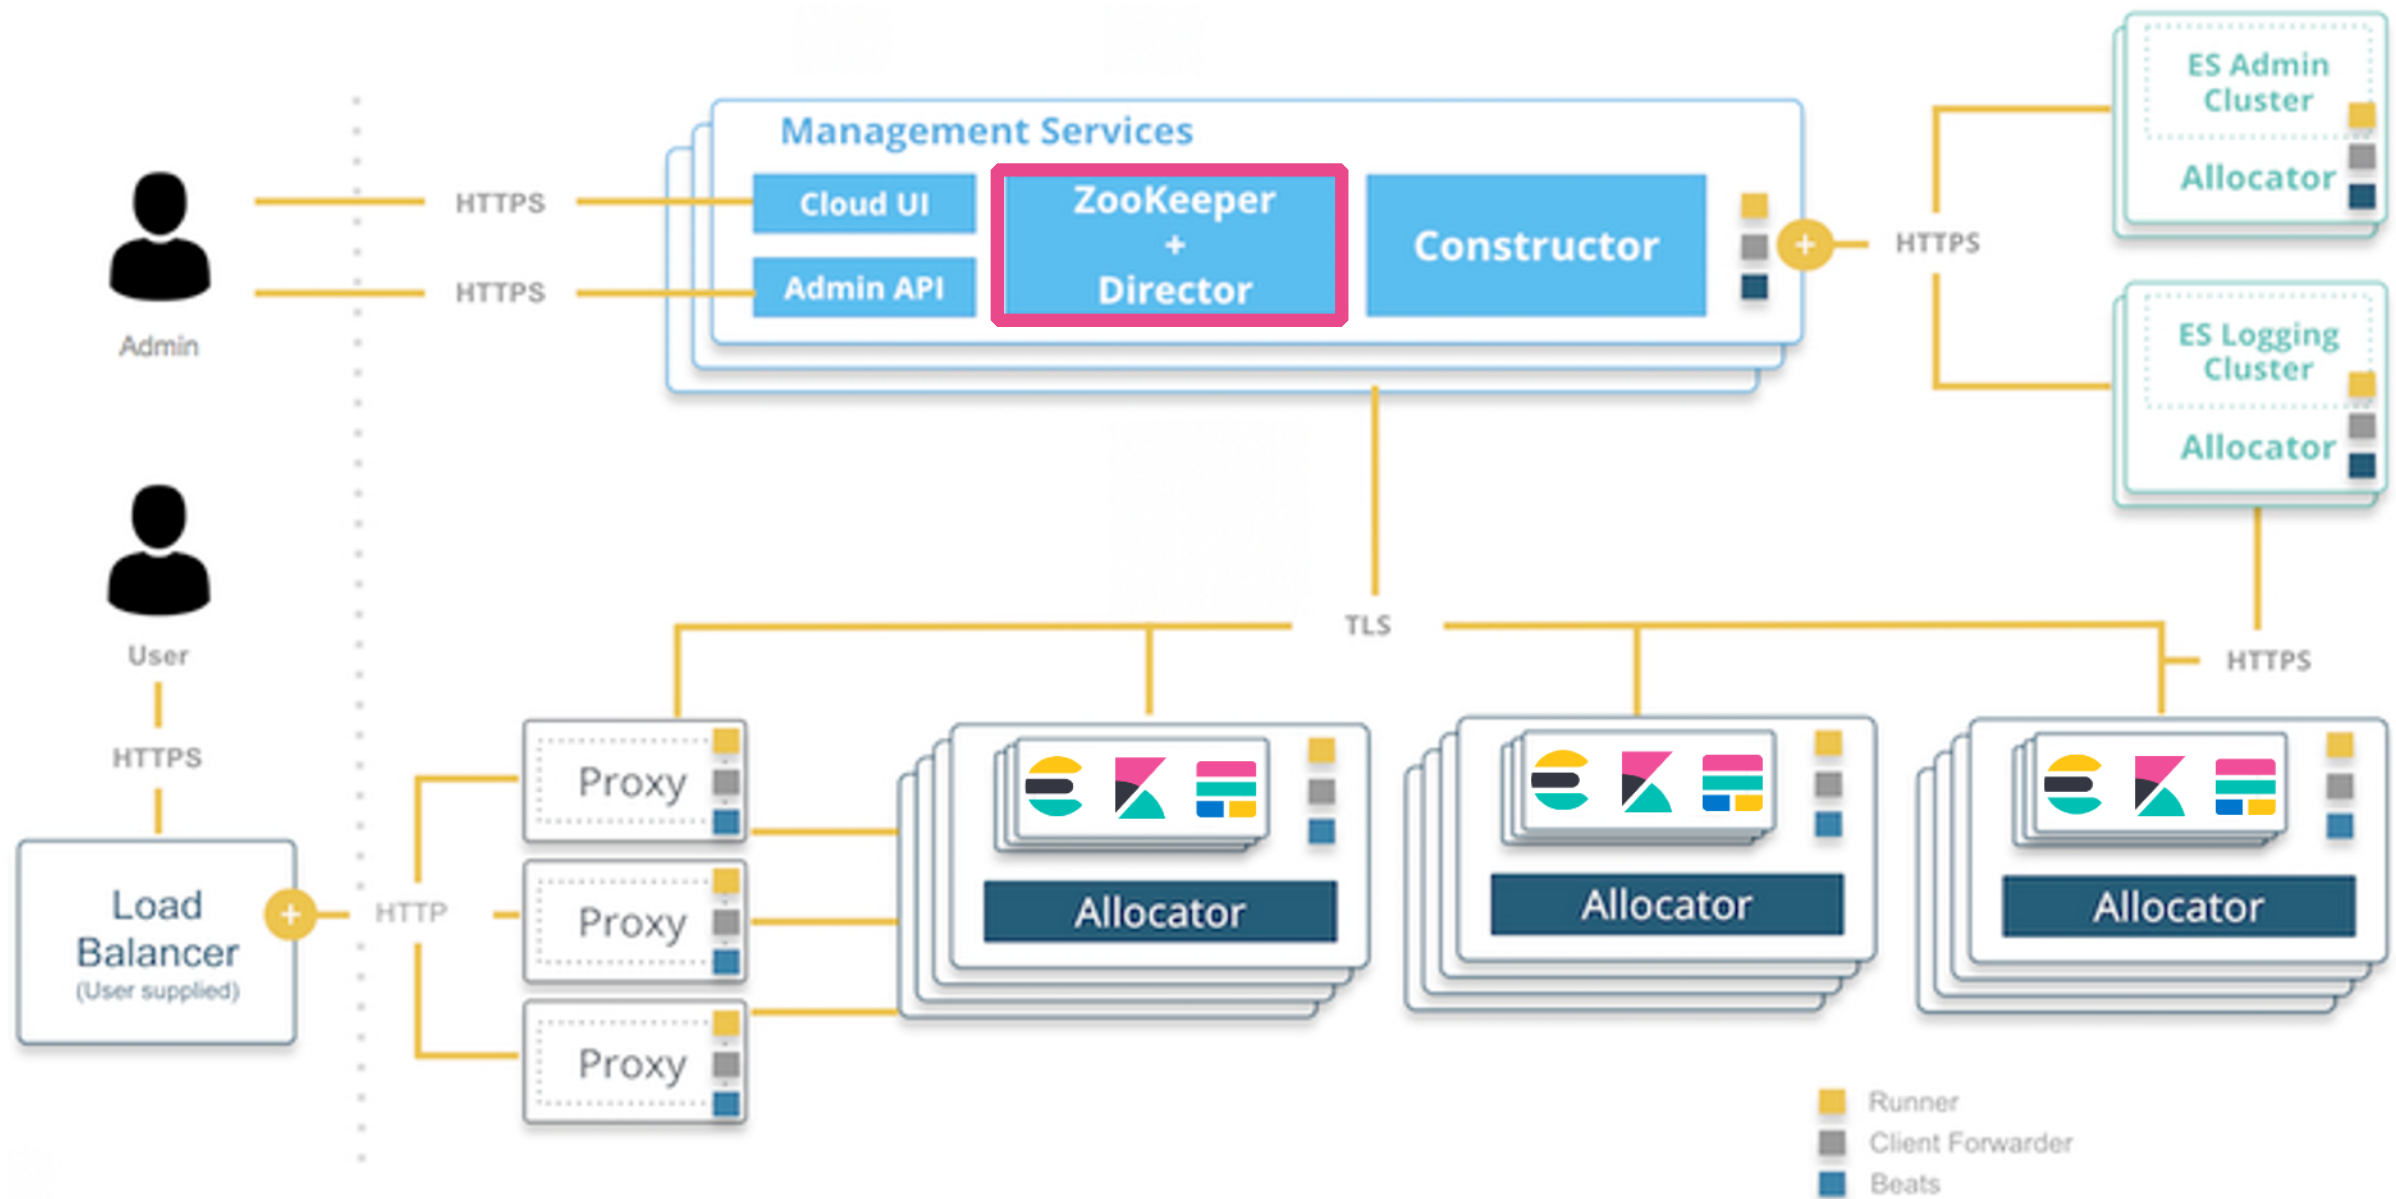 Management Services
Cloud UI
Admin API
ZooKeeper
+
Director
Constructor
+
HTTPS
HTTPS
HTTPS
ES Admin
Cluster
Allocator
ES Logging
Cluster
Allocator
Admin
User
HTTPS
Load
Balancer
(User supplied)
+
HTTP
TLS
HTTPS
Proxy
Proxy
Proxy
Allocator
Allocator
Allocator
Runner
Client Forwarder
Beats